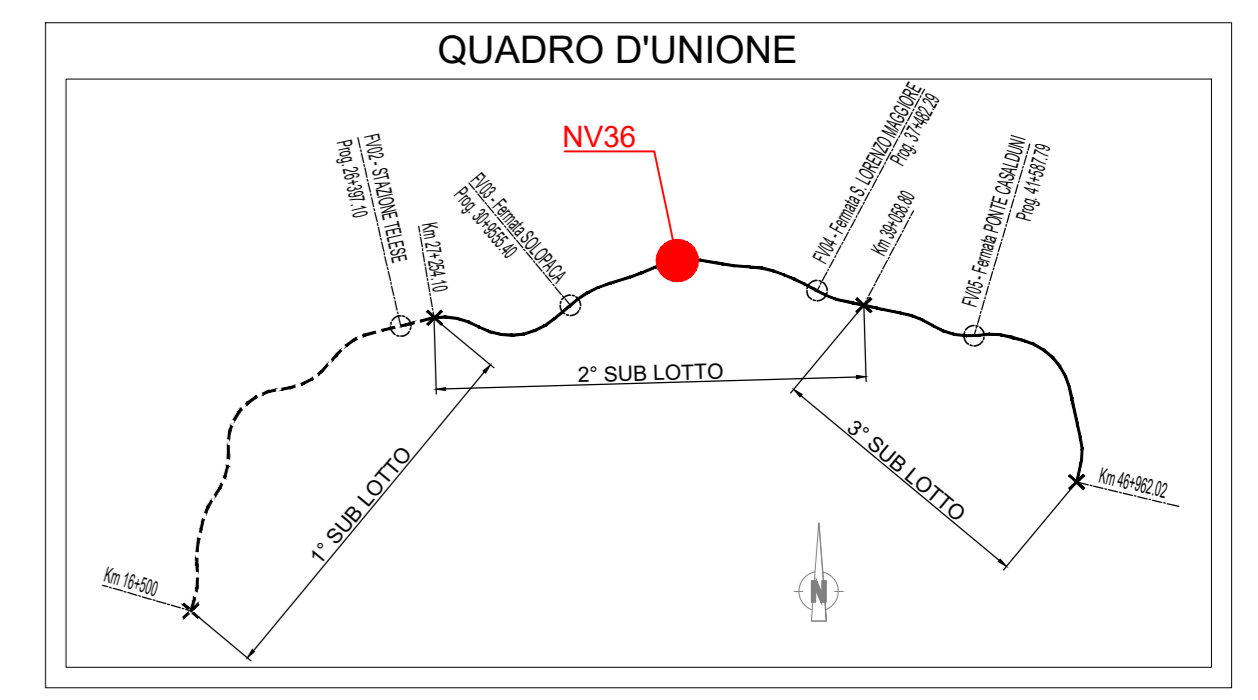 QUADRO D'UNIONE
NV36
FV02 - STAZIONE TELESE
Prog. 26+397.10
Km 27+254.10
FV03 - Fermata SOLOPACA
Prog. 30+9555.40
FV04 - Fermata S. LORENZO MAGGIORE
Prog. 37+482.29
Km 39+058.80
FV05 - Fermata PONTE CASALDUNI
Prog. 41+587.79
2° SUB LOTTO
1° SUB LOTTO
3° SUB LOTTO
Km 46+962.02
Km 16+500
N